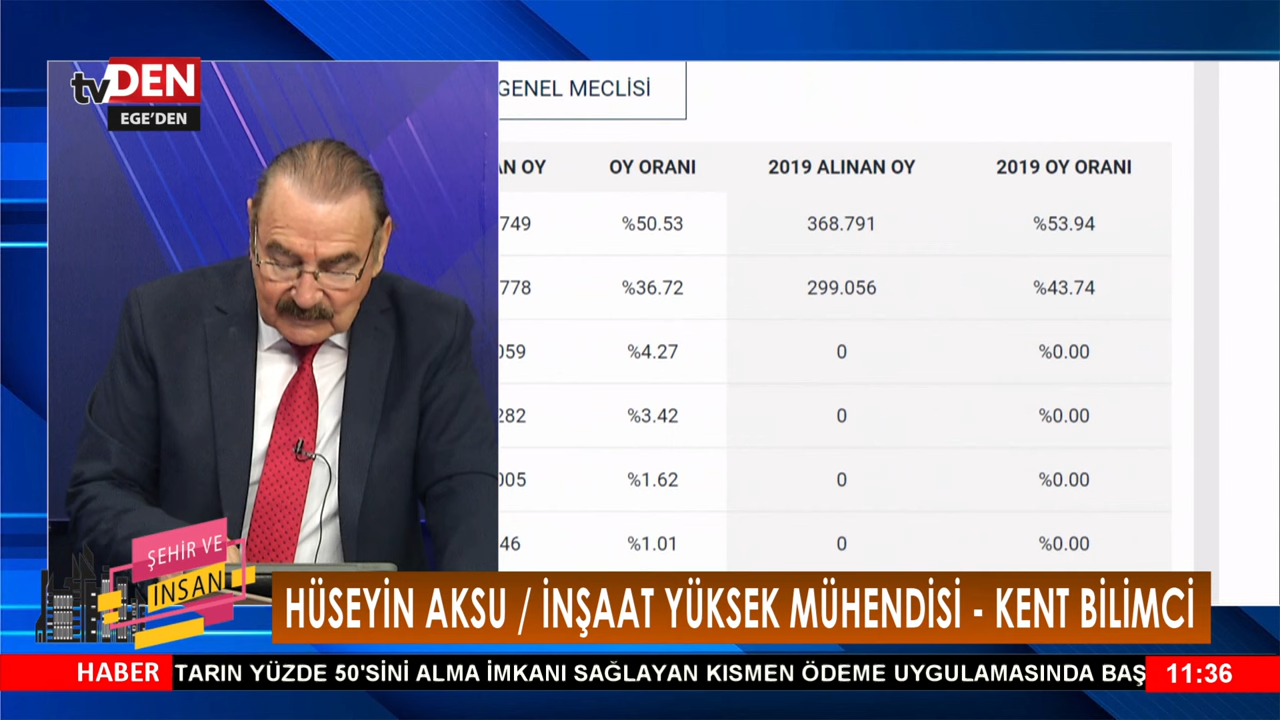 tvDEN
EGE'DEN
GENEL MECLİSİ
AN OY OY ORANI 2019 ALINAN OY 2019 OY ORANI
749 %50.53 368.791 %53.94
778 %36.72 299.056 %43.74
059 %4.27 0 %0.00
282 %3.42 0 %0.00
005 %1.62 0 %0.00
46 %1.01 0 %0.00
ŞEHİR VE
İNSAN
HÜSEYİN AKSU / İNŞAAT YÜKSEK MÜHENDİSİ - KENT BİLİMCİ
HABER TARIN YÜZDE 50'SİNİ ALMA İMKANI SAĞLAYAN KISMEN ÖDEME UYGULAMASINDA BAŞ 11:36